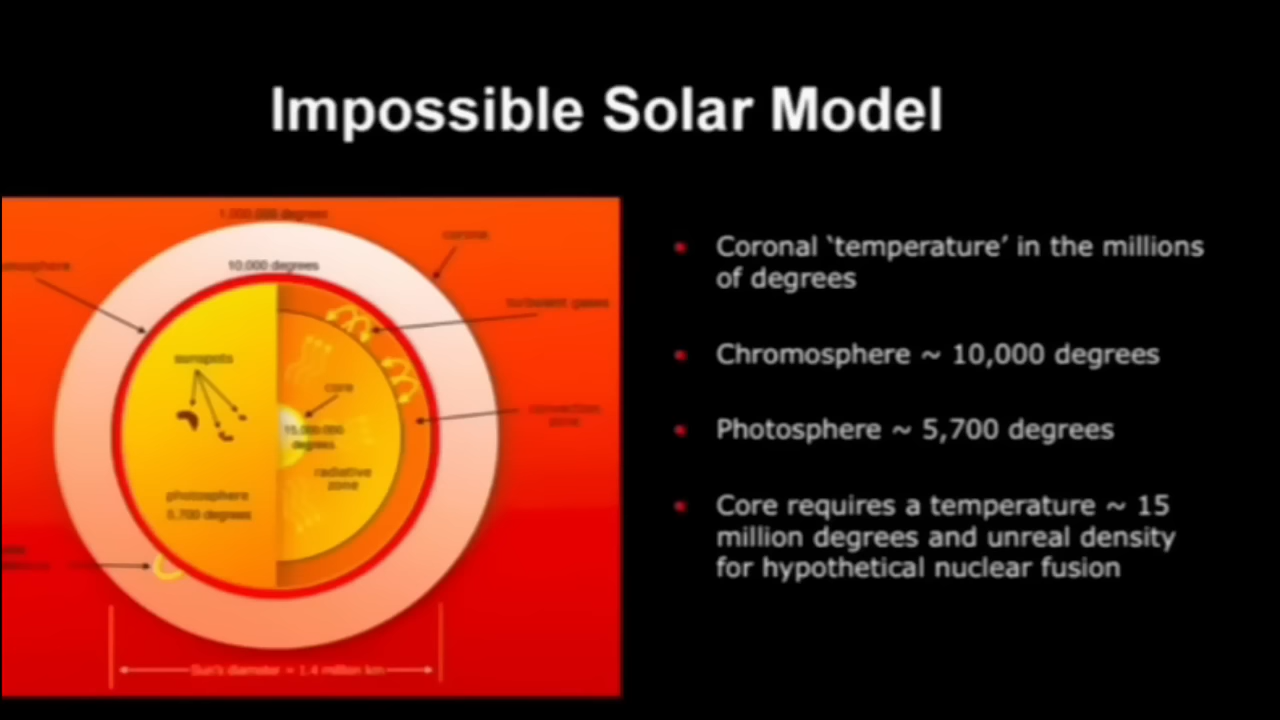 Impossible Solar Model
1,000,000 degrees
corona
10,000 degrees
turbulent gases
sunspots
core
convection
zone
15,000,000
degrees
radiative
zone
photosphere
5,700 degrees
Sun's diameter = 1.4 million km
Coronal ‘temperature’ in the millions
of degrees
Chromosphere ~ 10,000 degrees
Photosphere ~ 5,700 degrees
Core requires a temperature ~ 15
million degrees and unreal density
for hypothetical nuclear fusion